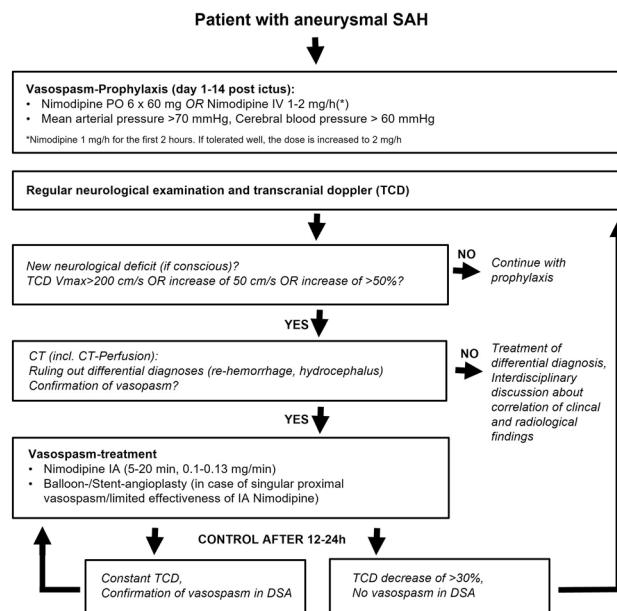 Patient with aneurysmal SAH
Vasospasm-Prophylaxis (day 1-14 post ictus):
• Nimodipine PO 6 x 60 mg OR Nimodipine IV 1-2 mg/h(*)
• Mean arterial pressure >70 mmHg, Cerebral blood pressure > 60 mmHg
*Nimodipine 1 mg/h for the first 2 hours. If tolerated well, the dose is increased to 2 mg/h
Regular neurological examination and transcranial doppler (TCD)
New neurological deficit (if conscious)?
TCD Vmax>200 cm/s OR increase of 50 cm/s OR increase of >50%?
NO
Continue with
prophylaxis
YES
CT (incl. CT-Perfusion):
Ruling out differential diagnoses (re-hemorrhage, hydrocephalus)
Confirmation of vasopasm?
NO
Treatment of
differential diagnosis,
Interdisciplinary
discussion about
correlation of clincal
and radiological
findings
YES
Vasospasm-treatment
• Nimodipine IA (5-20 min, 0.1-0.13 mg/min)
• Balloon-/Stent-angioplasty (in case of singular proximal
vasospasm/limited effectiveness of IA Nimodipine)
CONTROL AFTER 12-24h
Constant TCD,
Confirmation of vasospasm in DSA
TCD decrease of >30%,
No vasospasm in DSA